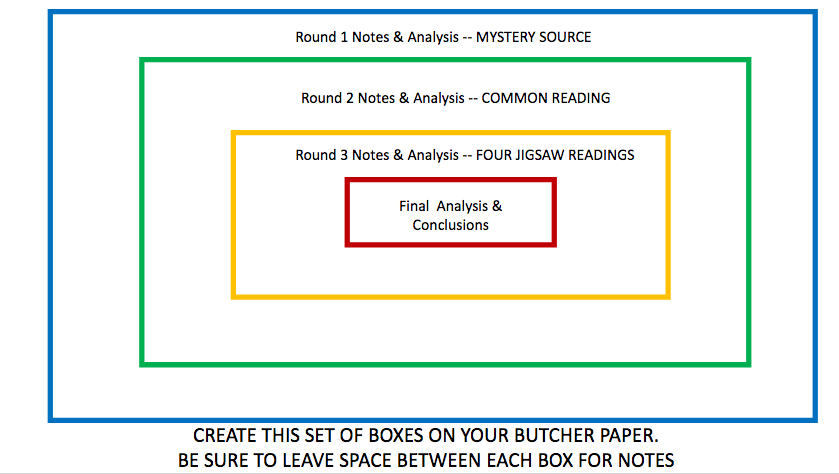 Round 1 Notes & Analysis -- MYSTERY SOURCE
Round 2 Notes & Analysis -- COMMON READING
Round 3 Notes & Analysis -- FOUR JIGSAW READINGS
Final Analysis &
Conclusions
CREATE THIS SET OF BOXES ON YOUR BUTCHER PAPER.
BE SURE TO LEAVE SPACE BETWEEN EACH BOX FOR NOTES